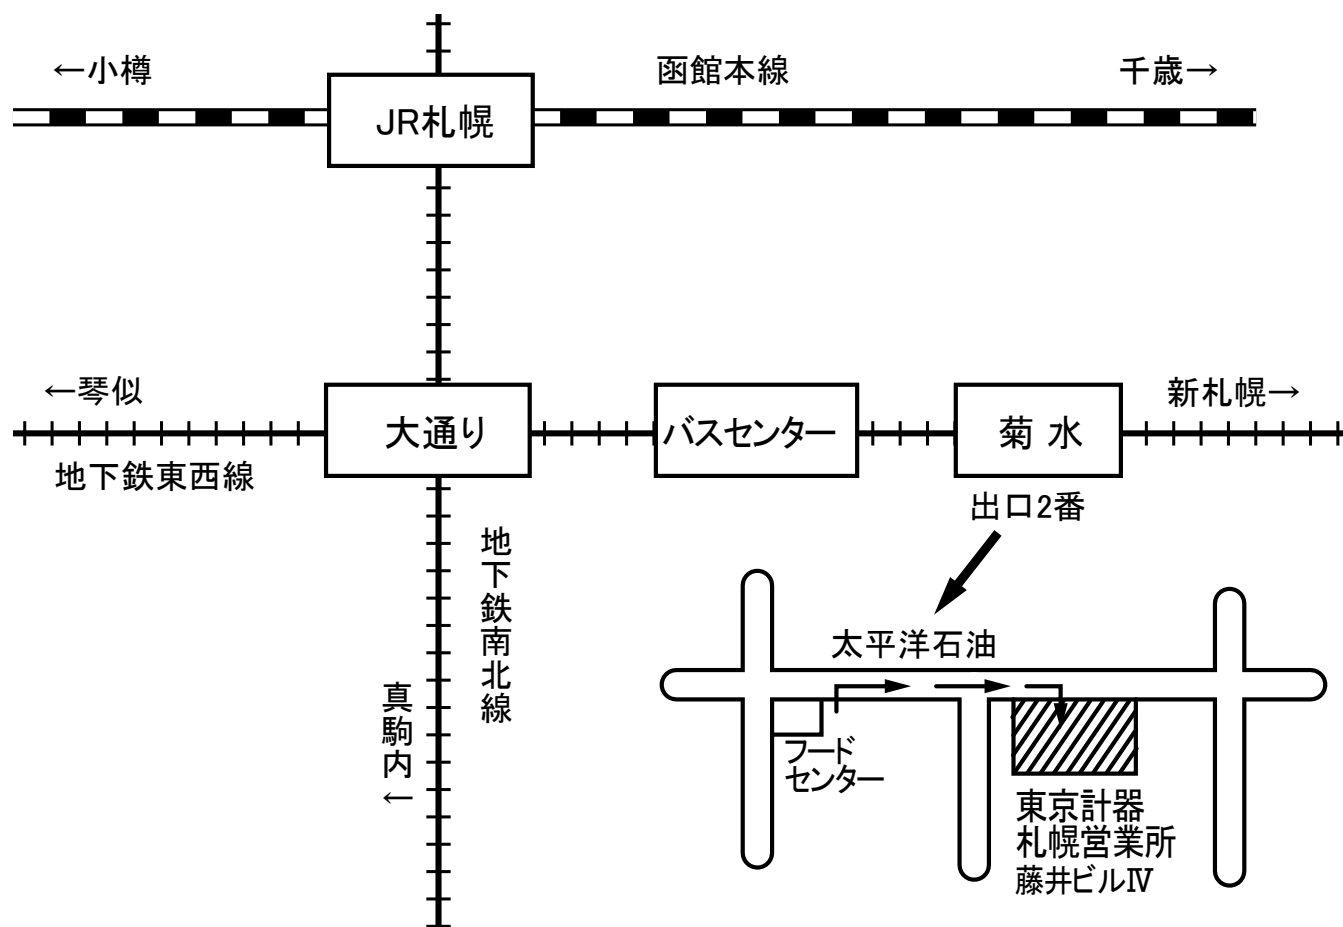 ←小樽
函館本線
千歳→
JR札幌
←琴似
新札幌→
大通り
バスセンター
菊水
地下鉄東西線
出口2番
地下鉄南北線
太平洋石油
真駒内←
フード
センター
東京計器
札幌営業所
藤井ビルⅣ